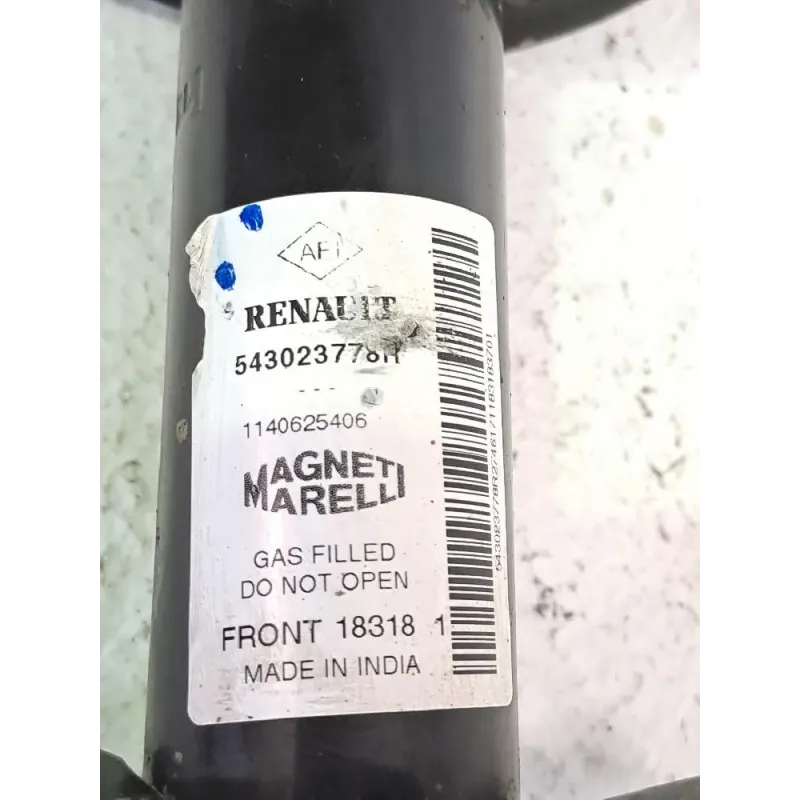 AFI
RENAULT
543023778R
---
1140625406
MAGNETI
MARELLI
GAS FILLED
DO NOT OPEN
FRONT 18318 1
MADE IN INDIA